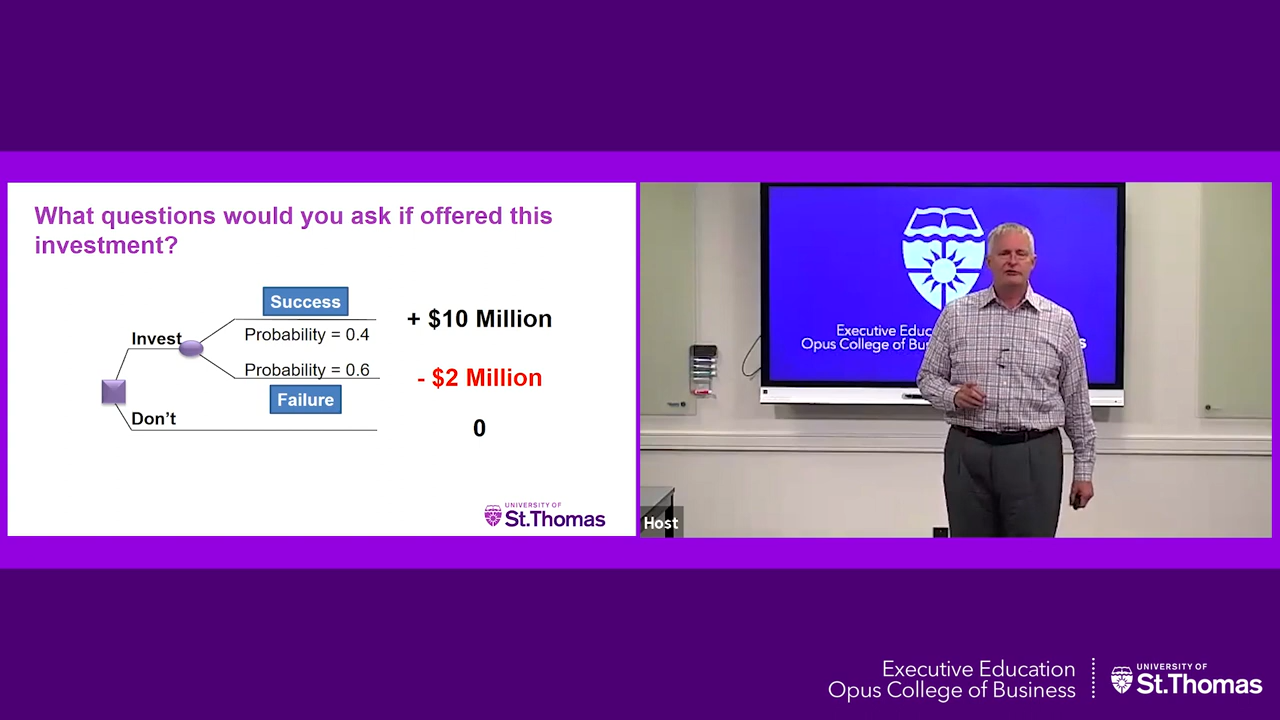 What questions would you ask if offered this
investment?
Success
Invest
Probability = 0.4
+ $10 Million
Probability = 0.6
- $2 Million
Failure
Don't
0
UNIVERSITY OF
St.Thomas
Executive Educ
Opus College of Bus
s
Host
Executive Education
Opus College of Business
UNIVERSITY OF
St.Thomas